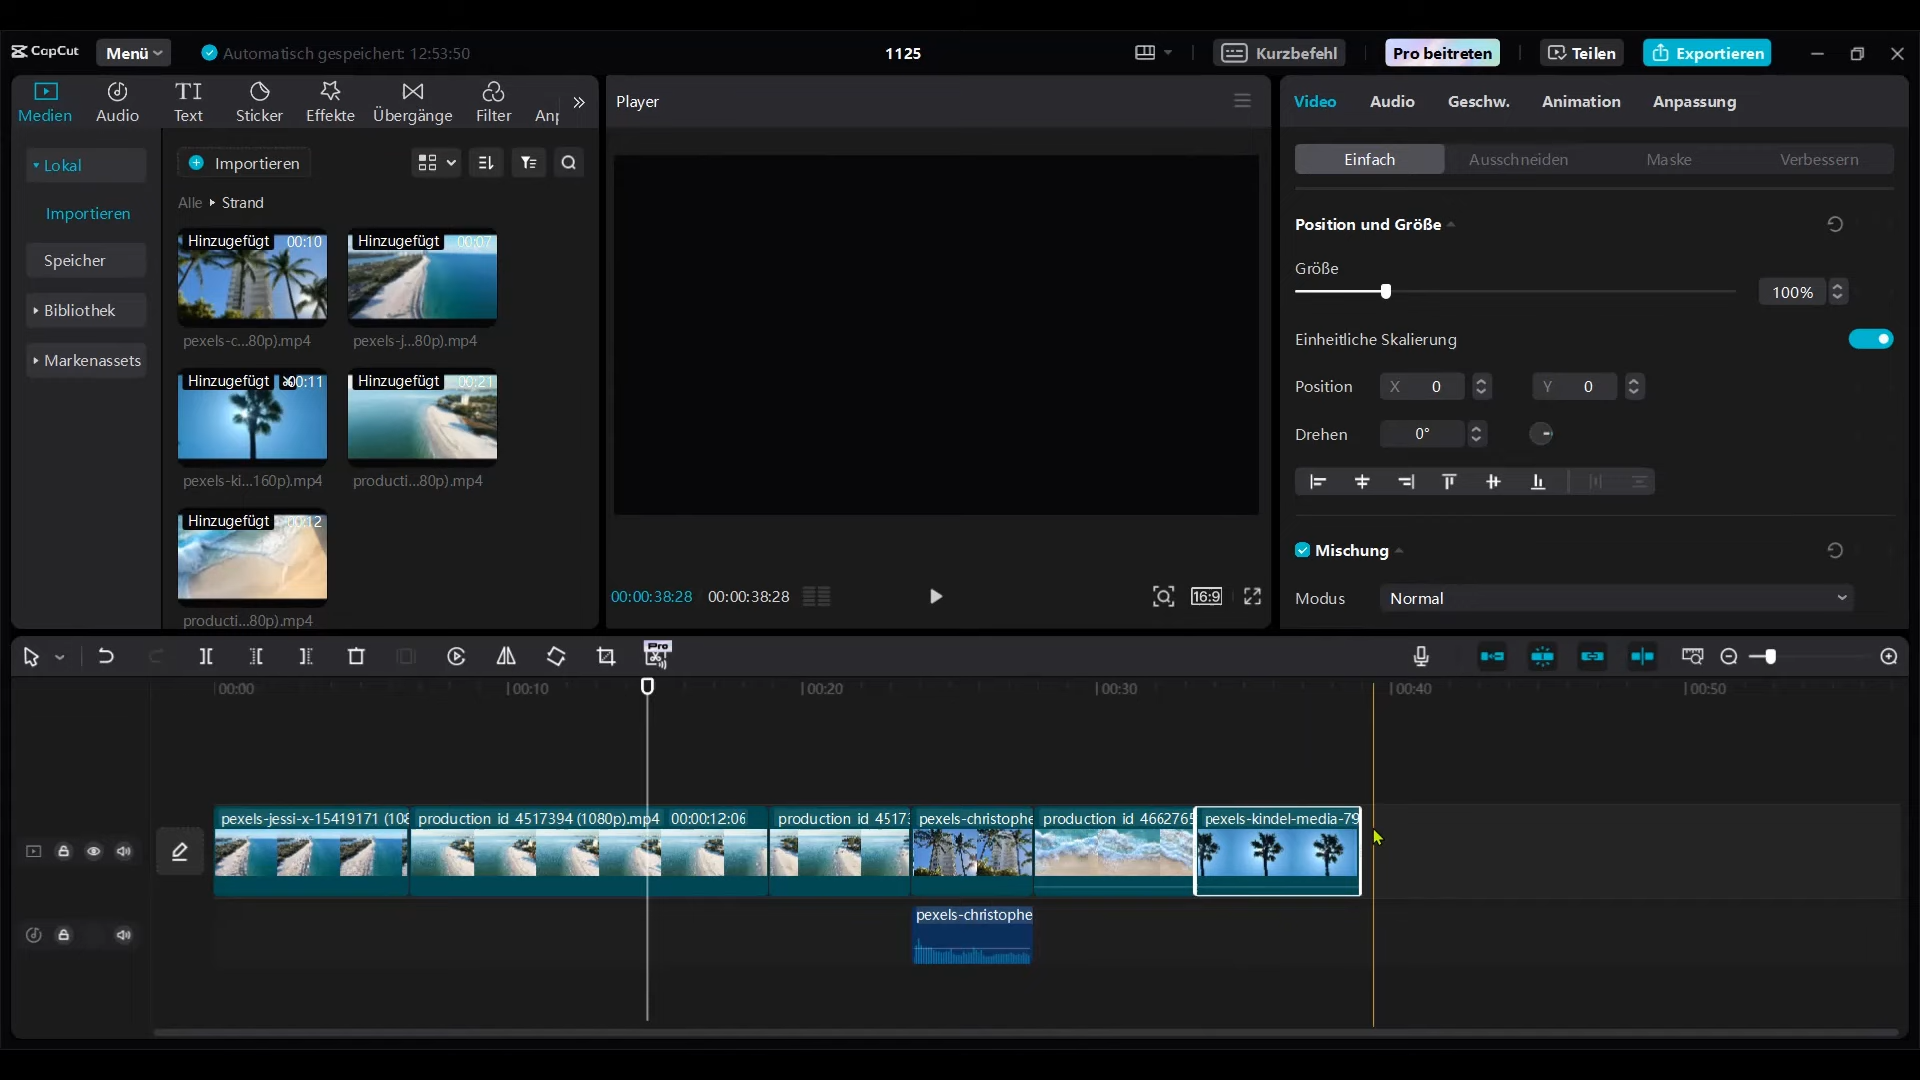 CapCut
Menü
Automatisch gespeichert: 12:53:50
1125
Kurzbefehl
Pro beitreten
Teilen
Exportieren
Medien
Audio
Text
Sticker
Effekte
Übergänge
Filter
Anp
Player
Video
Audio
Geschw.
Animation
Anpassung
Lokal
Importieren
Speicher
Bibliothek
Markenassets
Importieren
Alle
Strand
Hinzugefügt 00:10
pexels-c...80p).mp4
Hinzugefügt 00:07
pexels-j...80p).mp4
Hinzugefügt 00:11
pexels-ki...160p).mp4
Hinzugefügt 00:21
producti...80p).mp4
Hinzugefügt 00:12
producti...80p).mp4
00:00:38:28 00:00:38:28
16:9
Einfach
Ausschneiden
Maske
Verbessern
Position und Größe
Größe
100%
Einheitliche Skalierung
Position X 0 Y 0
Drehen 0°
Mischung
Modus Normal
Pro
00:00
00:10
00:20
00:30
00:40
00:50
pexels-jessi-x-15419171 (108
production id 4517394 (1080p).mp4 00:00:12:06
production id 4517
pexels-christophe
production id 466276
pexels-kindel-media-79
pexels-christophe